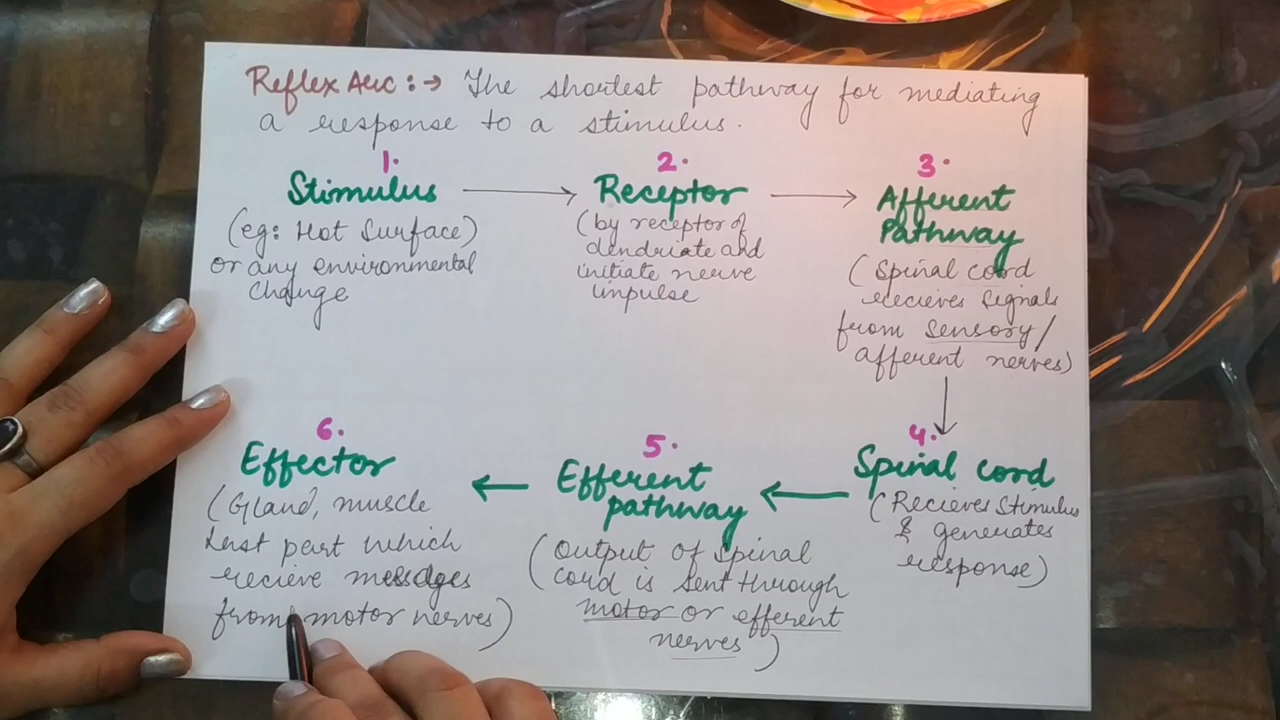 Reflex Arc :→ The shortest pathway for mediating
a response to a stimulus.
1.
Stimulus
(eg: Hot Surface)
or any environmental
change
2.
Receptor
(by receptor of
dendriate and
initiate nerve
impulse
3.
Afferent
Pathway
(Spinal cord
recieves signals
from sensory/
afferent nerves)
4.
Spinal cord
(Recieves Stimulus
& generates
response)
5.
Efferent
pathway
(Output of spinal
cord is sent through
motor or efferent
nerves)
6.
Effector
(Gland, muscle
Last part which
recieve messages
from motor nerves)